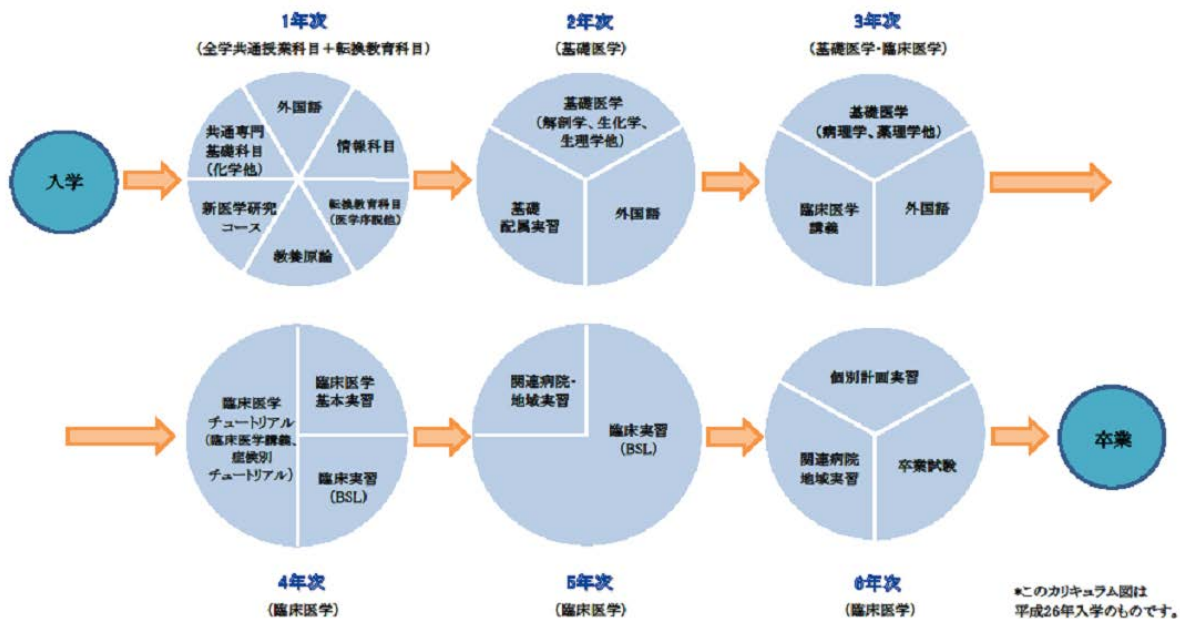 1年次
(全学共通授業科目+転換教育科目)
2年次
(基礎医学)
3年次
(基礎医学・臨床医学)
入学
外国語
情報科目
転換教育科目
(医学序説他)
教養原論
新医学研究
コース
共通専門
基礎科目
(化学他)
基礎医学
(解剖学、生化学、
生理学他)
基礎
配属実習
外国語
基礎医学
(病理学、薬理学他)
臨床医学
講義
外国語
臨床医学
チュートリアル
(臨床医学講義、
症候別
チュートリアル)
臨床医学
基本実習
臨床実習
(BSL)
関連病院・
地域実習
臨床実習
(BSL)
個別計画実習
関連病院
地域実習
卒業試験
卒業
4年次
(臨床医学)
5年次
(臨床医学)
6年次
(臨床医学)
*このカリキュラム図は
平成26年入学のものです。